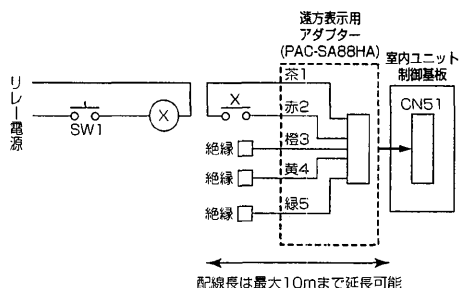 遠方表示用
アダプター
(PAC-SA88HA)
室内ユニット
制御基板
リレー電源
SW1
X
X
茶1
赤2
橙3
黄4
緑5
絶縁
絶縁
絶縁
CN51
配線長は最大10mまで延長可能